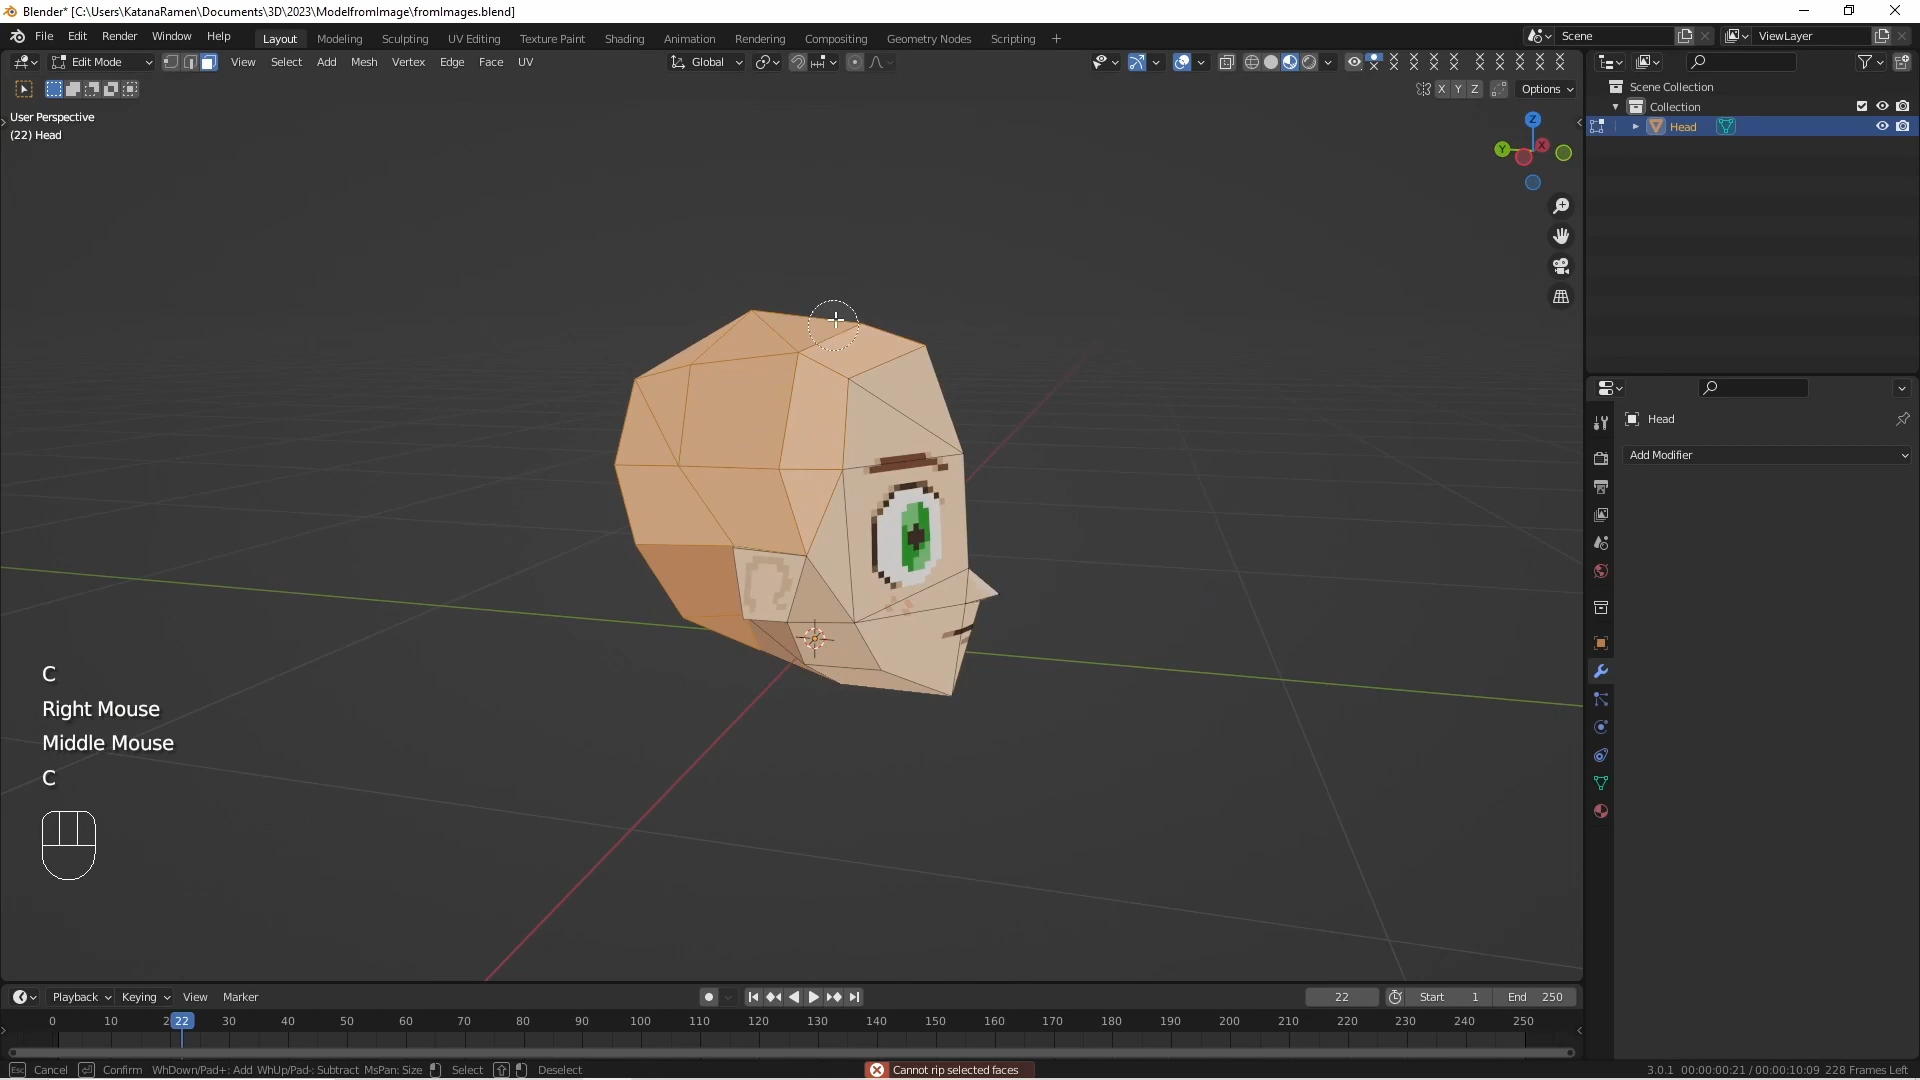 Blender* [C:\Users\KatanaRamen\Documents\3D\2023\ModelfromImage\fromImages.blend]
File Edit Render Window Help Layout Modeling Sculpting UV Editing Texture Paint Shading Animation Rendering Compositing Geometry Nodes Scripting + Scene ViewLayer
Edit Mode View Select Add Mesh Vertex Edge Face UV Global
X Y Z Options
User Perspective
(22) Head
Z
Y X
Scene Collection
Collection
Head
Head
Add Modifier
C
Right Mouse
Middle Mouse
C
Playback Keying View Marker 22 Start 1 End 250
0 10 2 22 30 40 50 60 70 80 90 100 110 120 130 140 150 160 170 180 190 200 210 220 230 240 250
Esc Cancel Confirm WhDown/Pad+: Add WhUp/Pad-: Subtract MsPan: Size Select Deselect Cannot rip selected faces 3.0.1 00:00:00:21 / 00:00:10:09 228 Frames Left